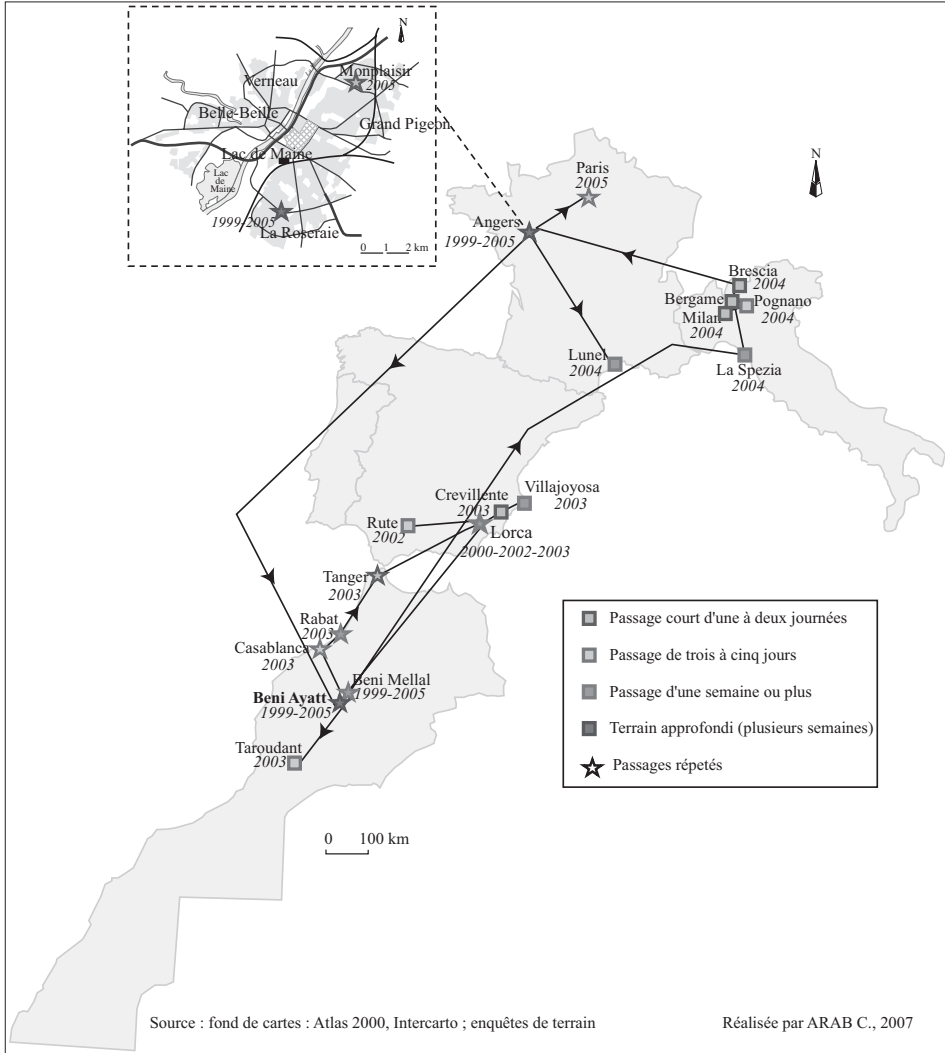 N
Monplaisir
2003
Verneau
Belle-Beille
Grand Pigeon
Lac de Maine
Lac
de
Maine
1999-2005
La Roseraie
0 1 2 km
N
Paris
2005
Angers
1999-2005
Brescia
2004
Bergame
Pognano
2004
Milan
2004
Lunel
2004
La Spezia
2004
Villajoyosa
2003
Crevillente
2003
Rute
2002
Lorca
2000-2002-2003
Tanger
2003
Rabat
2003
Casablanca
2003
Beni Mellal
1999-2005
Beni Ayatt
1999-2005
Taroudant
2003
Passage court d'une à deux journées
Passage de trois à cinq jours
Passage d'une semaine ou plus
Terrain approfondi (plusieurs semaines)
Passages répetés
0 100 km
Source : fond de cartes : Atlas 2000, Intercarto ; enquêtes de terrain
Réalisée par ARAB C., 2007